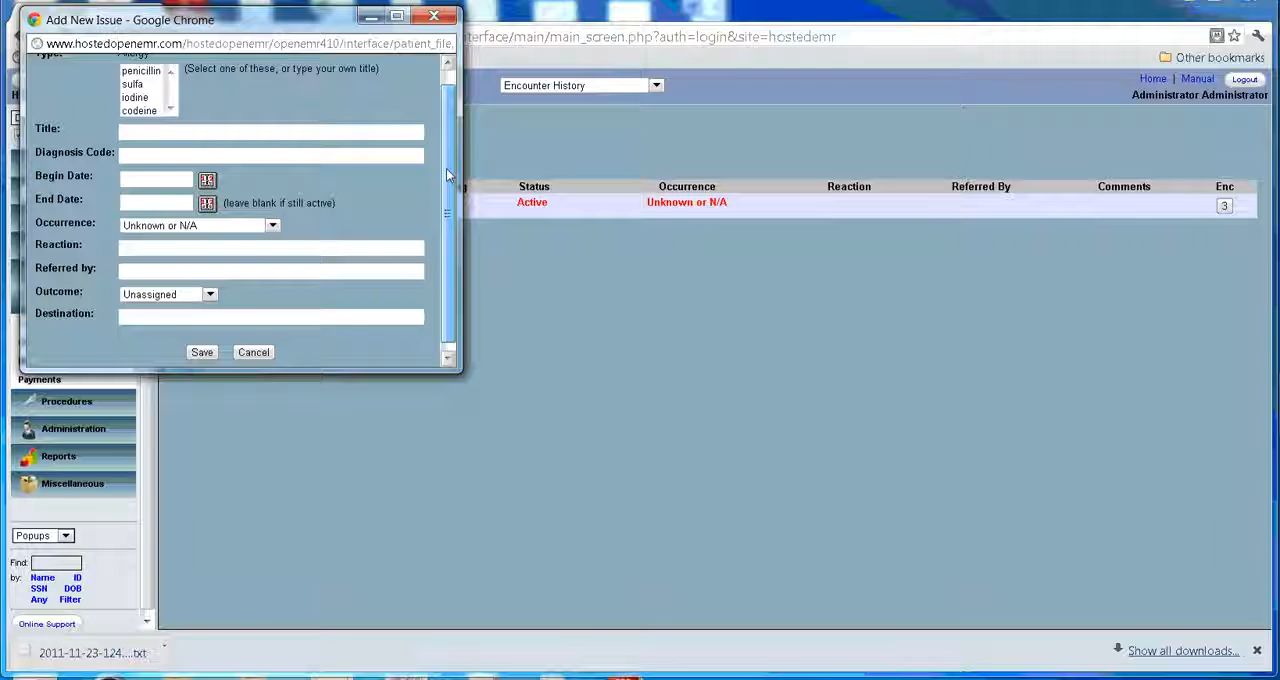 Add New Issue - Google Chrome
www.hostedopenemr.com/hostedopenemr/openemr410/interface/patient_file,
terface/main/main_screen.php?auth=login&site=hostedemr
Other bookmarks
Type: Allergy
penicillin
sulfa
iodine
codeine
(Select one of these, or type your own title)
Title:
Diagnosis Code:
Begin Date:
End Date:
(leave blank if still active)
Occurrence:
Unknown or N/A
Reaction:
Referred by:
Outcome:
Unassigned
Destination:
Save
Cancel
Encounter History
Home | Manual
Logout
Administrator Administrator
Status
Occurrence
Reaction
Referred By
Comments
Enc
Active
Unknown or N/A
3
Payments
Procedures
Administration
Reports
Miscellaneous
Popups
Find:
by: Name ID
SSN DOB
Any Filter
Online Support
2011-11-23-124....txt
Show all downloads...